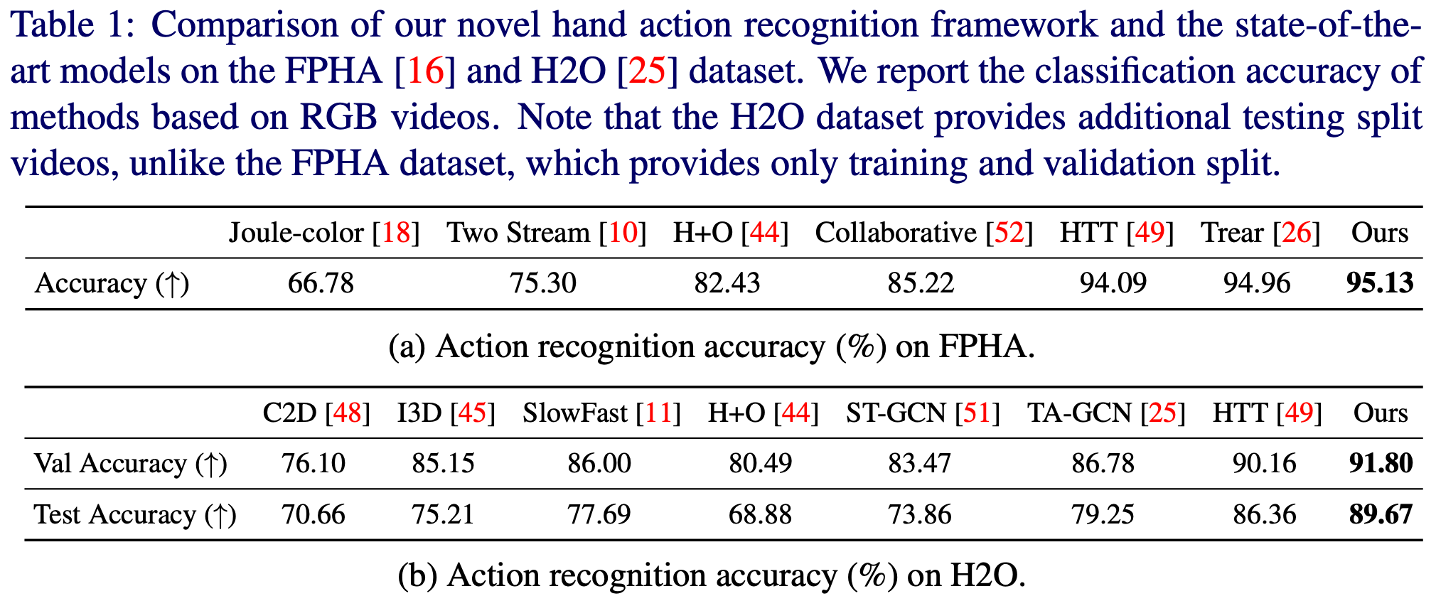 Table 1: Comparison of our novel hand action recognition framework and the state-of-the-
art models on the FPHA [16] and H2O [25] dataset. We report the classification accuracy of
methods based on RGB videos. Note that the H2O dataset provides additional testing split
videos, unlike the FPHA dataset, which provides only training and validation split.
Joule-color [18] Two Stream [10] H+O [44] Collaborative [52] HTT [49] Trear [26] Ours
Accuracy (↑) 66.78 75.30 82.43 85.22 94.09 94.96 95.13
(a) Action recognition accuracy (%) on FPHA.
C2D [48] I3D [45] SlowFast [11] H+O [44] ST-GCN [51] TA-GCN [25] HTT [49] Ours
Val Accuracy (↑) 76.10 85.15 86.00 80.49 83.47 86.78 90.16 91.80
Test Accuracy (↑) 70.66 75.21 77.69 68.88 73.86 79.25 86.36 89.67
(b) Action recognition accuracy (%) on H2O.